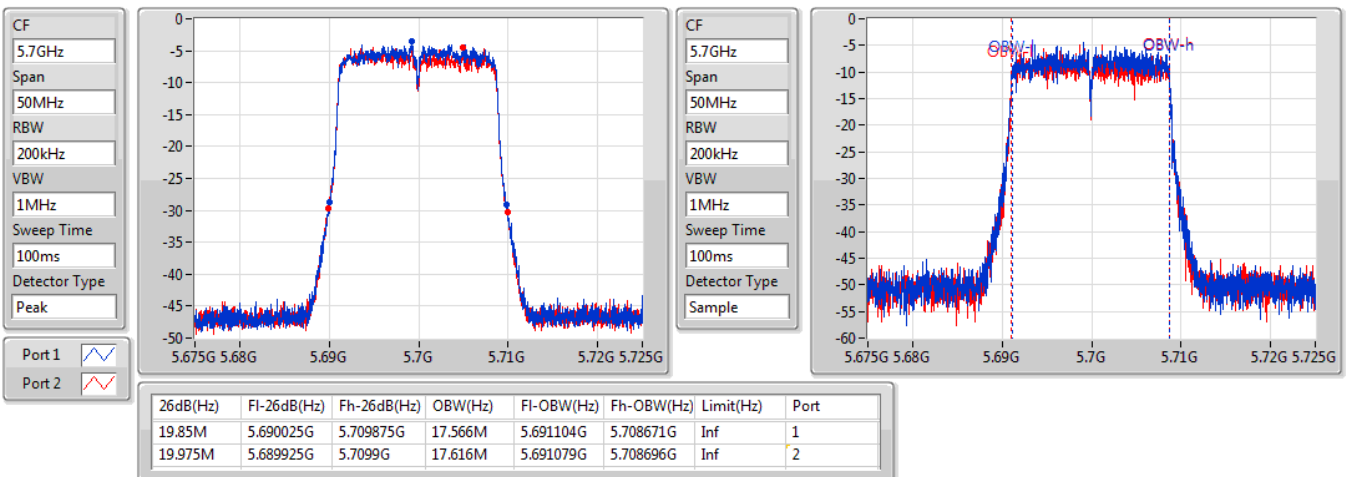 CF
5.7GHz
Span
50MHz
RBW
200kHz
VBW
1MHz
Sweep Time
100ms
Detector Type
Peak
Port 1
Port 2
0
-5
-10
-15
-20
-25
-30
-35
-40
-45
-50
5.675G 5.68G 5.69G 5.7G 5.71G 5.72G 5.725G
CF
5.7GHz
Span
50MHz
RBW
200kHz
VBW
1MHz
Sweep Time
100ms
Detector Type
Sample
0
-5
-10
-15
-20
-25
-30
-35
-40
-45
-50
-55
-60
OBW-l
OBW-l
OBW-h
5.675G 5.68G 5.69G 5.7G 5.71G 5.72G 5.725G
26dB(Hz) Fl-26dB(Hz) Fh-26dB(Hz) OBW(Hz) Fl-OBW(Hz) Fh-OBW(Hz) Limit(Hz) Port
19.85M 5.690025G 5.709875G 17.566M 5.691104G 5.708671G Inf 1
19.975M 5.689925G 5.7099G 17.616M 5.691079G 5.708696G Inf 2